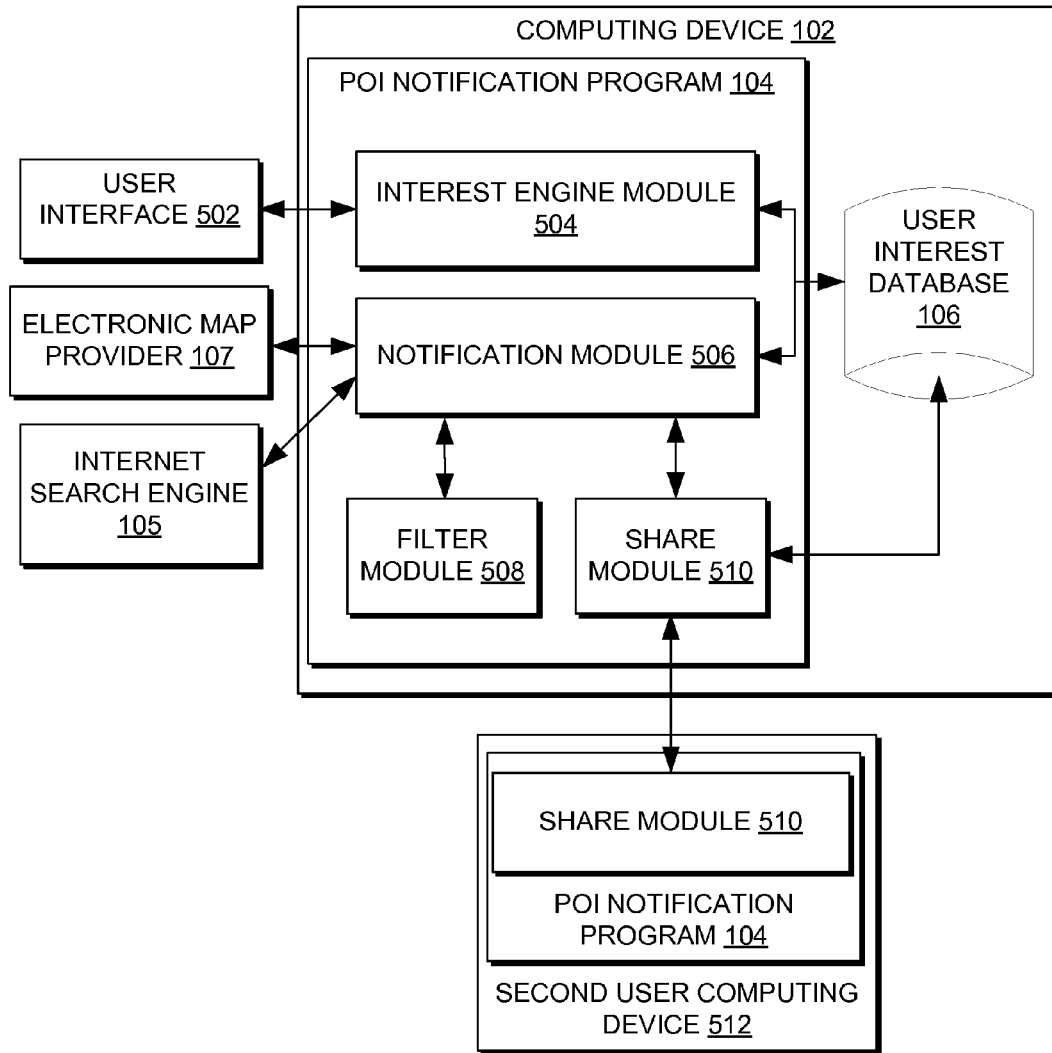 COMPUTING DEVICE 102
POI NOTIFICATION PROGRAM 104
USER
INTERFACE 502
INTEREST ENGINE MODULE
504
USER
INTEREST
DATABASE
106
ELECTRONIC MAP
PROVIDER 107
NOTIFICATION MODULE 506
INTERNET
SEARCH ENGINE
105
FILTER
MODULE 508
SHARE
MODULE 510
SHARE MODULE 510
POI NOTIFICATION
PROGRAM 104
SECOND USER COMPUTING
DEVICE 512